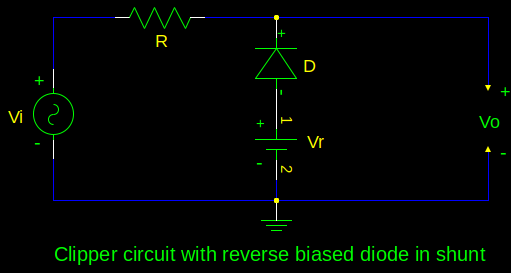 R
+
D
-
+
Vi
-
1
+
Vr
-
2
+
Vo
-
Clipper circuit with reverse biased diode in shunt